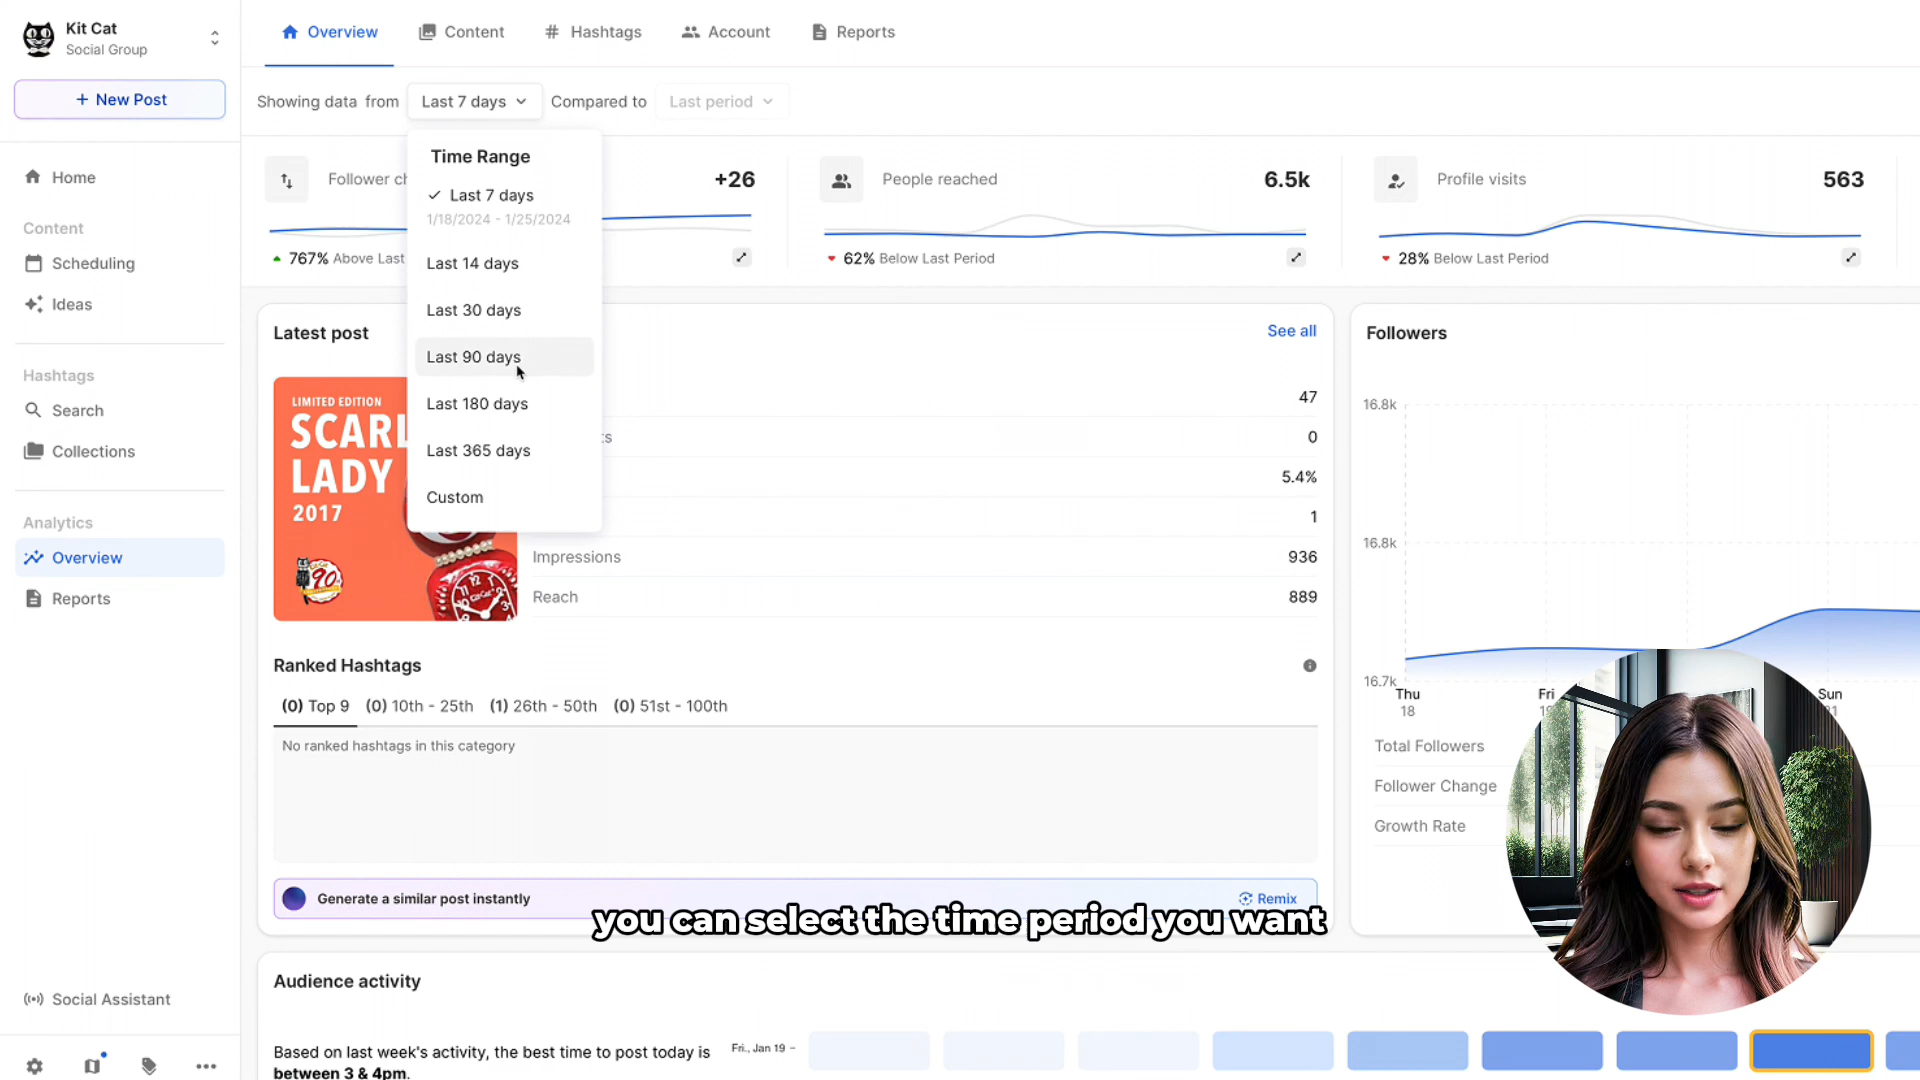 Kit Cat
Social Group
+ New Post
Home
Content
Scheduling
Ideas
Hashtags
Search
Collections
Analytics
Overview
Reports
Social Assistant
Overview
Content
Hashtags
Account
Reports
Showing data from
Last 7 days
Compared to
Last period
Time Range
Last 7 days
1/18/2024 - 1/25/2024
Last 14 days
Last 30 days
Last 90 days
Last 180 days
Last 365 days
Custom
Follower
+26
767% Above Last
People reached
6.5k
62% Below Last Period
Profile visits
563
28% Below Last Period
Latest post
See all
LIMITED EDITION
LADY
2017
90
47
0
5.4%
1
Impressions
936
Reach
889
Ranked Hashtags
(0) Top 9 (0) 10th - 25th (1) 26th - 50th (0) 51st - 100th
No ranked hashtags in this category
Generate a similar post instantly
Remix
you can select the time period you want
Followers
16.8k
16.8k
16.7k
Thu
18
Fri
Sun
Total Followers
Follower Change
Growth Rate
Audience activity
Based on last week's activity, the best time to post today is
between 3 & 4pm.
Fri., Jan 19 -